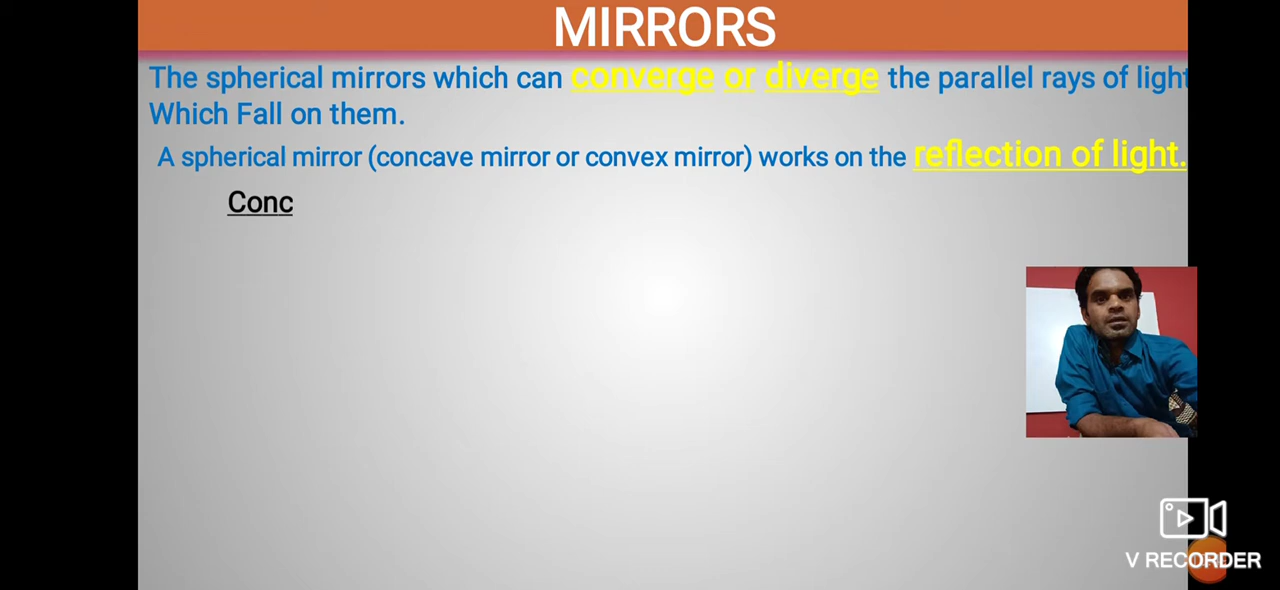 MIRRORS
The spherical mirrors which can converge or diverge the parallel rays of light
Which Fall on them.
A spherical mirror (concave mirror or convex mirror) works on the reflection of light.
Conc
V RECORDER